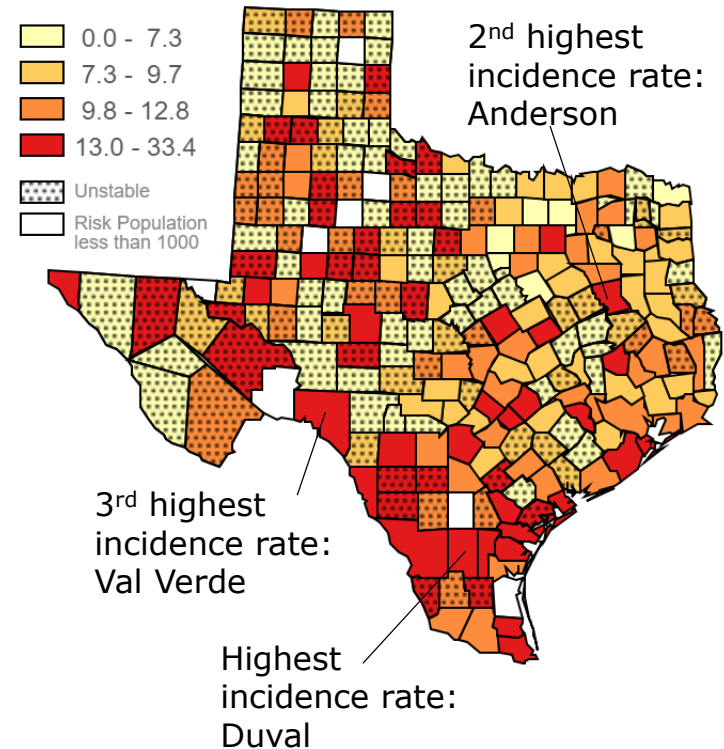 0.0 - 7.3
7.3 - 9.7
9.8 - 12.8
13.0 - 33.4
Unstable
Risk Population
less than 1000
2nd highest
incidence rate:
Anderson
3rd highest
incidence rate:
Val Verde
Highest
incidence rate:
Duval